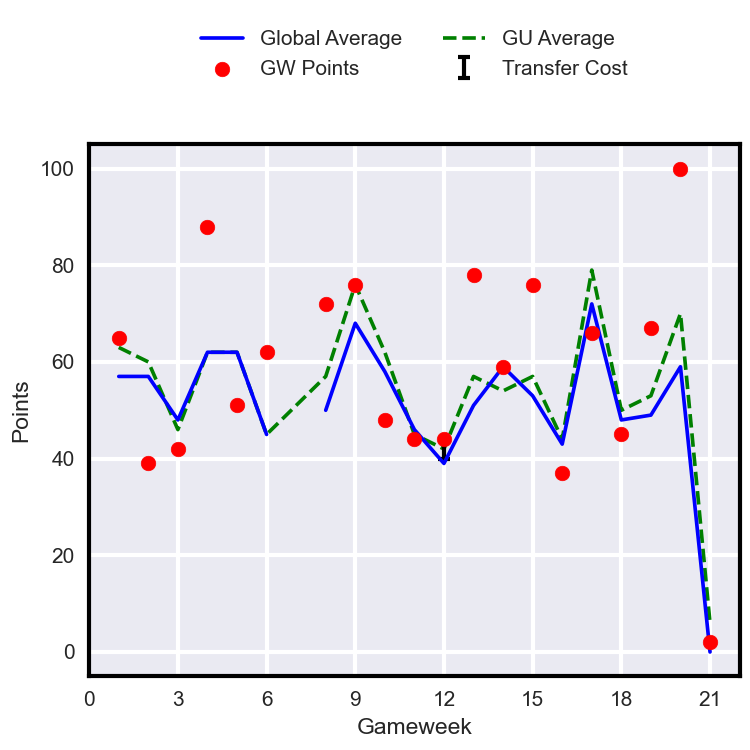 Global Average
GU Average
GW Points
Transfer Cost
100
80
60
40
20
0
Points
0 3 6 9 12 15 18 21
Gameweek